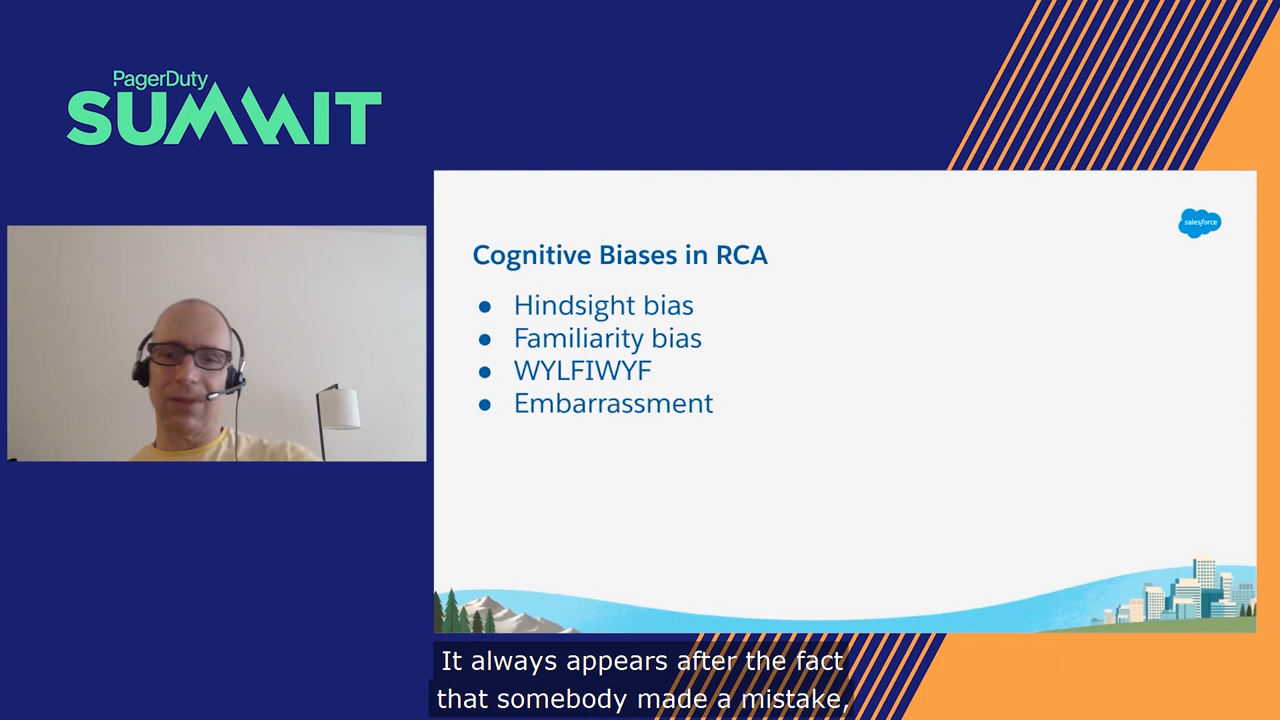 PagerDuty
SUMMIT
salesforce
Cognitive Biases in RCA
● Hindsight bias
● Familiarity bias
● WYLFIWYF
● Embarrassment
It always appears after the fact
that somebody made a mistake,